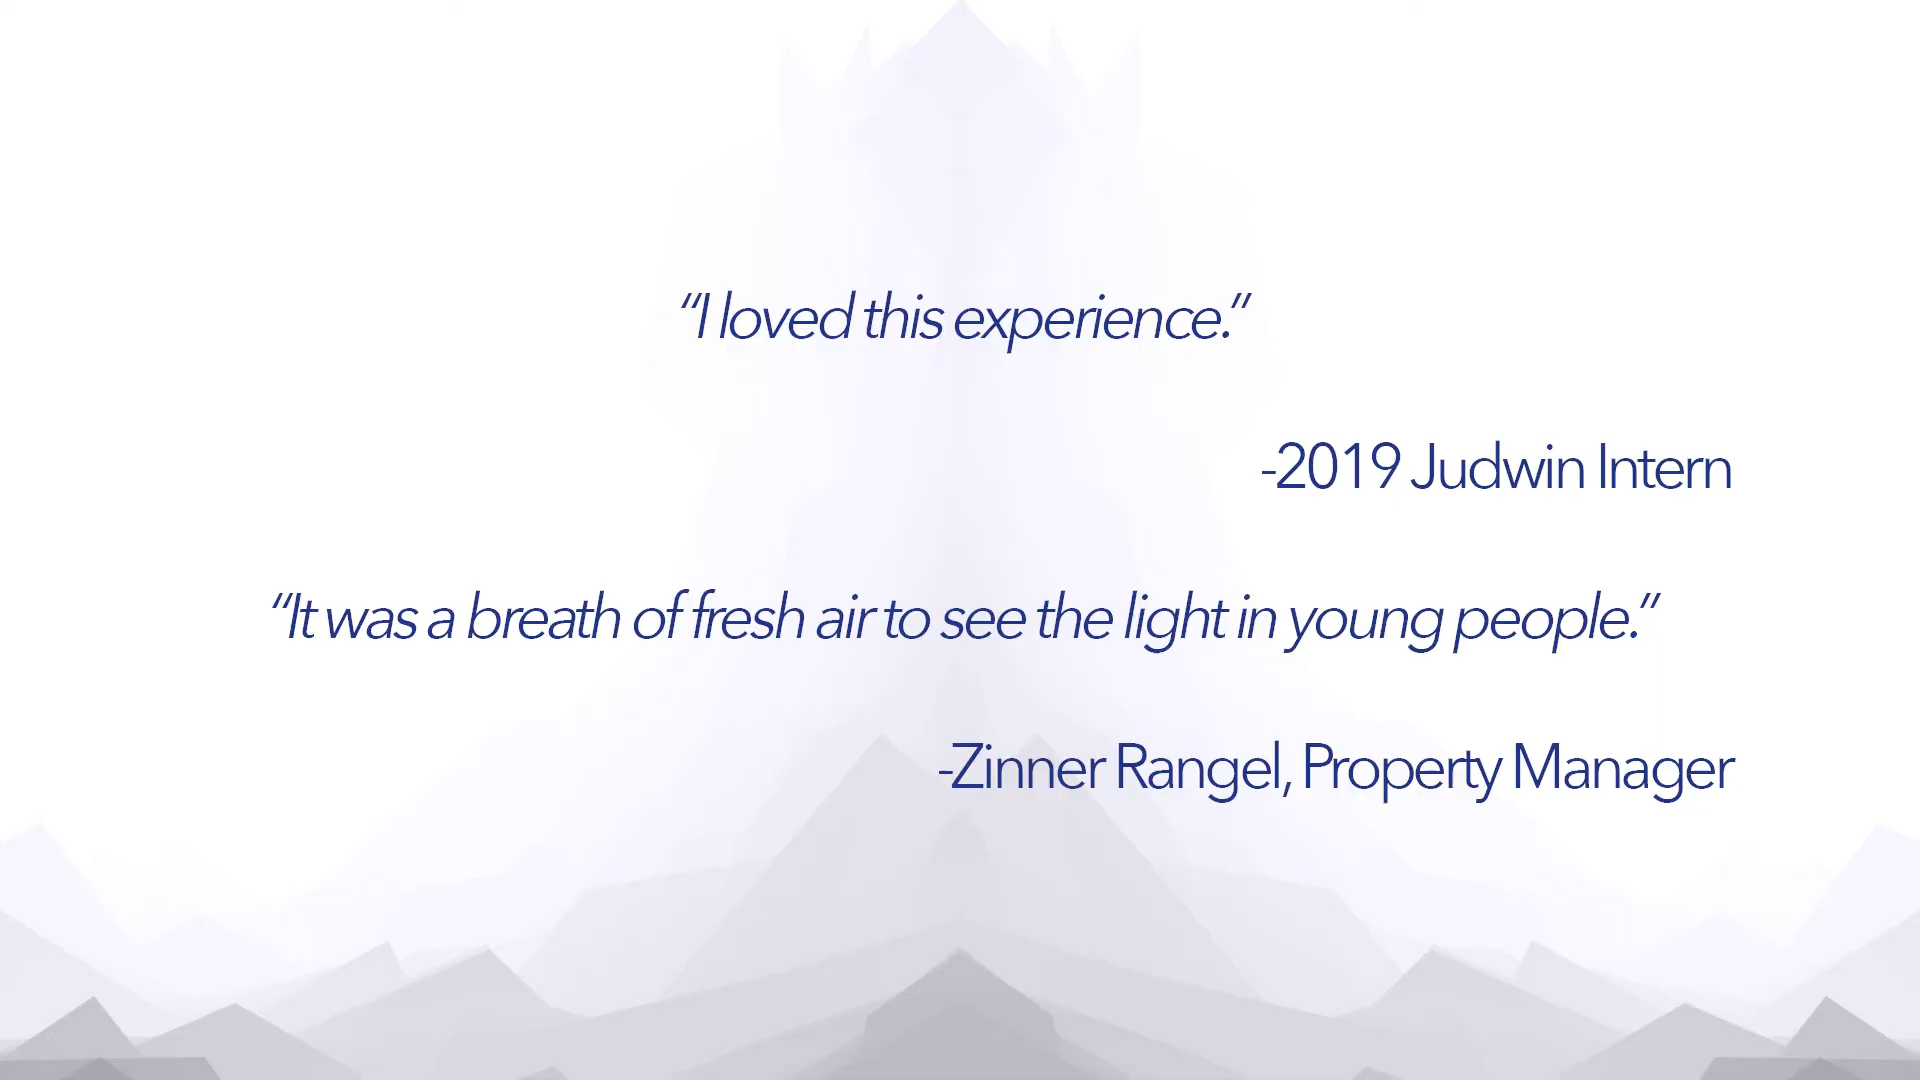 “I loved this experience.”
-2019 Judwin Intern
“It was a breath of fresh air to see the light in young people.”
-Zinner Rangel, Property Manager